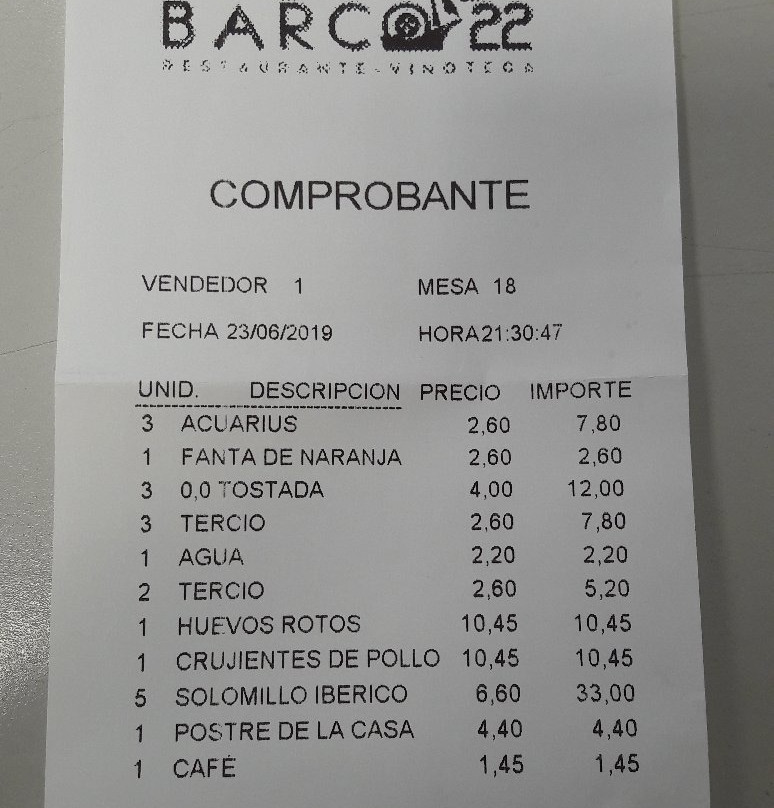 BARCO 22
RESTAURANTE-VINOTECA
COMPROBANTE
VENDEDOR 1 MESA 18
FECHA 23/06/2019 HORA21:30:47
UNID. DESCRIPCION PRECIO IMPORTE
3 ACUARIUS 2,60 7,80
1 FANTA DE NARANJA 2,60 2,60
3 0,0 TOSTADA 4,00 12,00
3 TERCIO 2,60 7,80
1 AGUA 2,20 2,20
2 TERCIO 2,60 5,20
1 HUEVOS ROTOS 10,45 10,45
1 CRUJIENTES DE POLLO 10,45 10,45
5 SOLOMILLO IBERICO 6,60 33,00
1 POSTRE DE LA CASA 4,40 4,40
1 CAFÉ 1,45 1,45